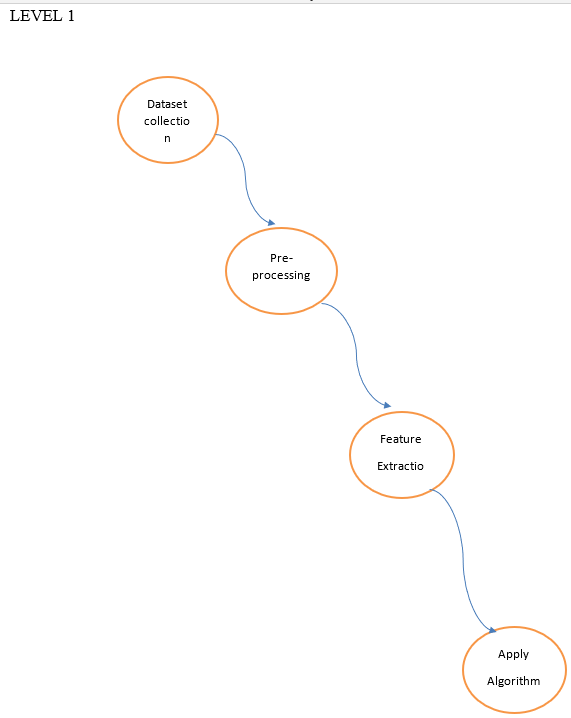 LEVEL 1
Dataset
collectio
n
Pre-
processing
Feature
Extractio
Apply
Algorithm